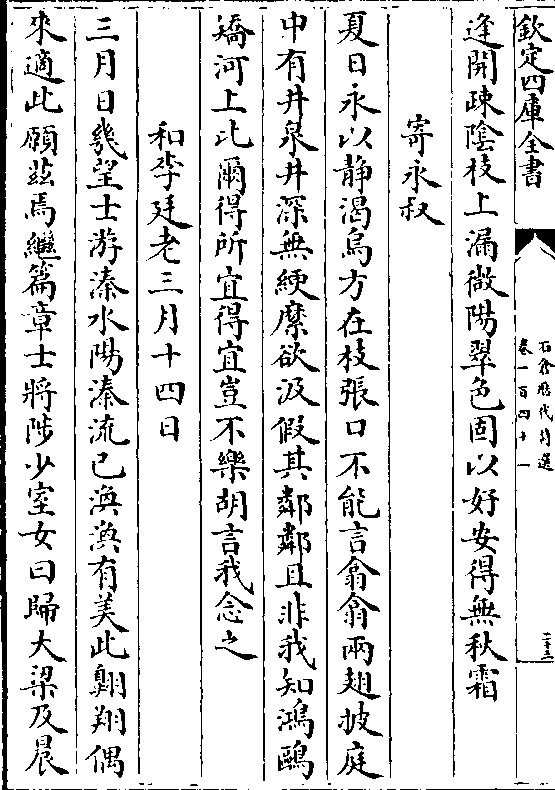 欽定四庫全書
石倉歴代詩選
卷一百四十一
二十三
逢開疎陰枝上漏微陽翠色固以好安得無秋霜
寄永叔
夏日永以静渇烏方在枝張口不能言翕翕兩翅披庭
中有井泉井深無綆縻欲汲假其鄰鄰且非我知鴻鷗
矯河上此爾得所宜得宜豈不樂胡言我念之
和李廷老三月十四日
三月日幾望士游溱水陽溱流已渙渙有美此翺翔偶
來適此願兹焉繼篇章士將陟少室女曰歸大梁及晨